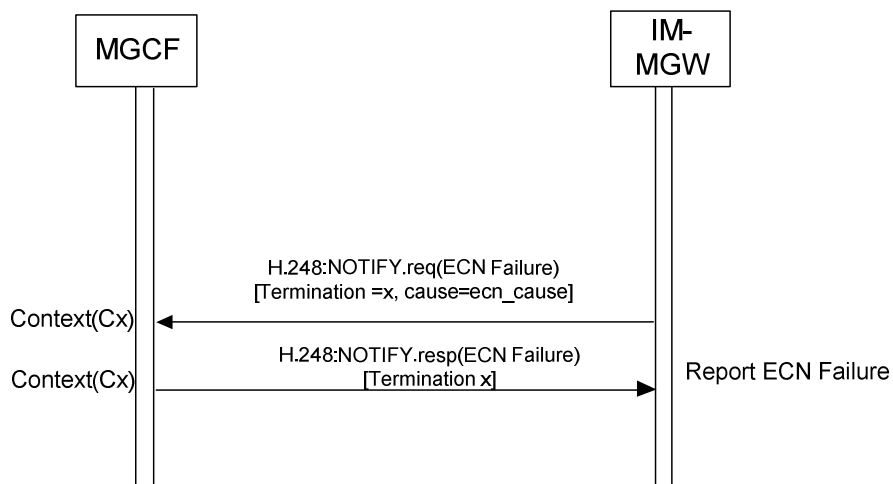 MGCF
IM-
MGW
H.248:NOTIFY.req(ECN Failure)
[Termination =x, cause=ecn_cause]
Context(Cx)
H.248:NOTIFY.resp(ECN Failure)
[Termination x]
Context(Cx)
Report ECN Failure